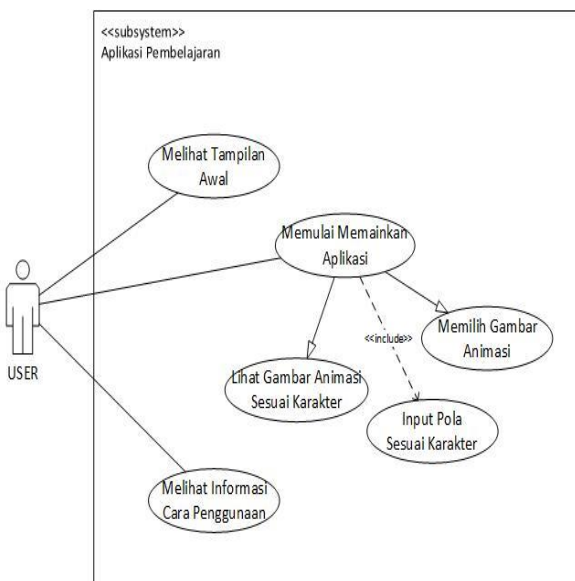 <<subsystem>>
Aplikasi Pembelajaran
Melihat Tampilan
Awal
Memulai Memainkan
Aplikasi
<<include>>
Memilih Gambar
Animasi
USER
Lihat Gambar Animasi
Sesuai Karakter
Input Pola
Sesuai Karakter
Melihat Informasi
Cara Penggunaan